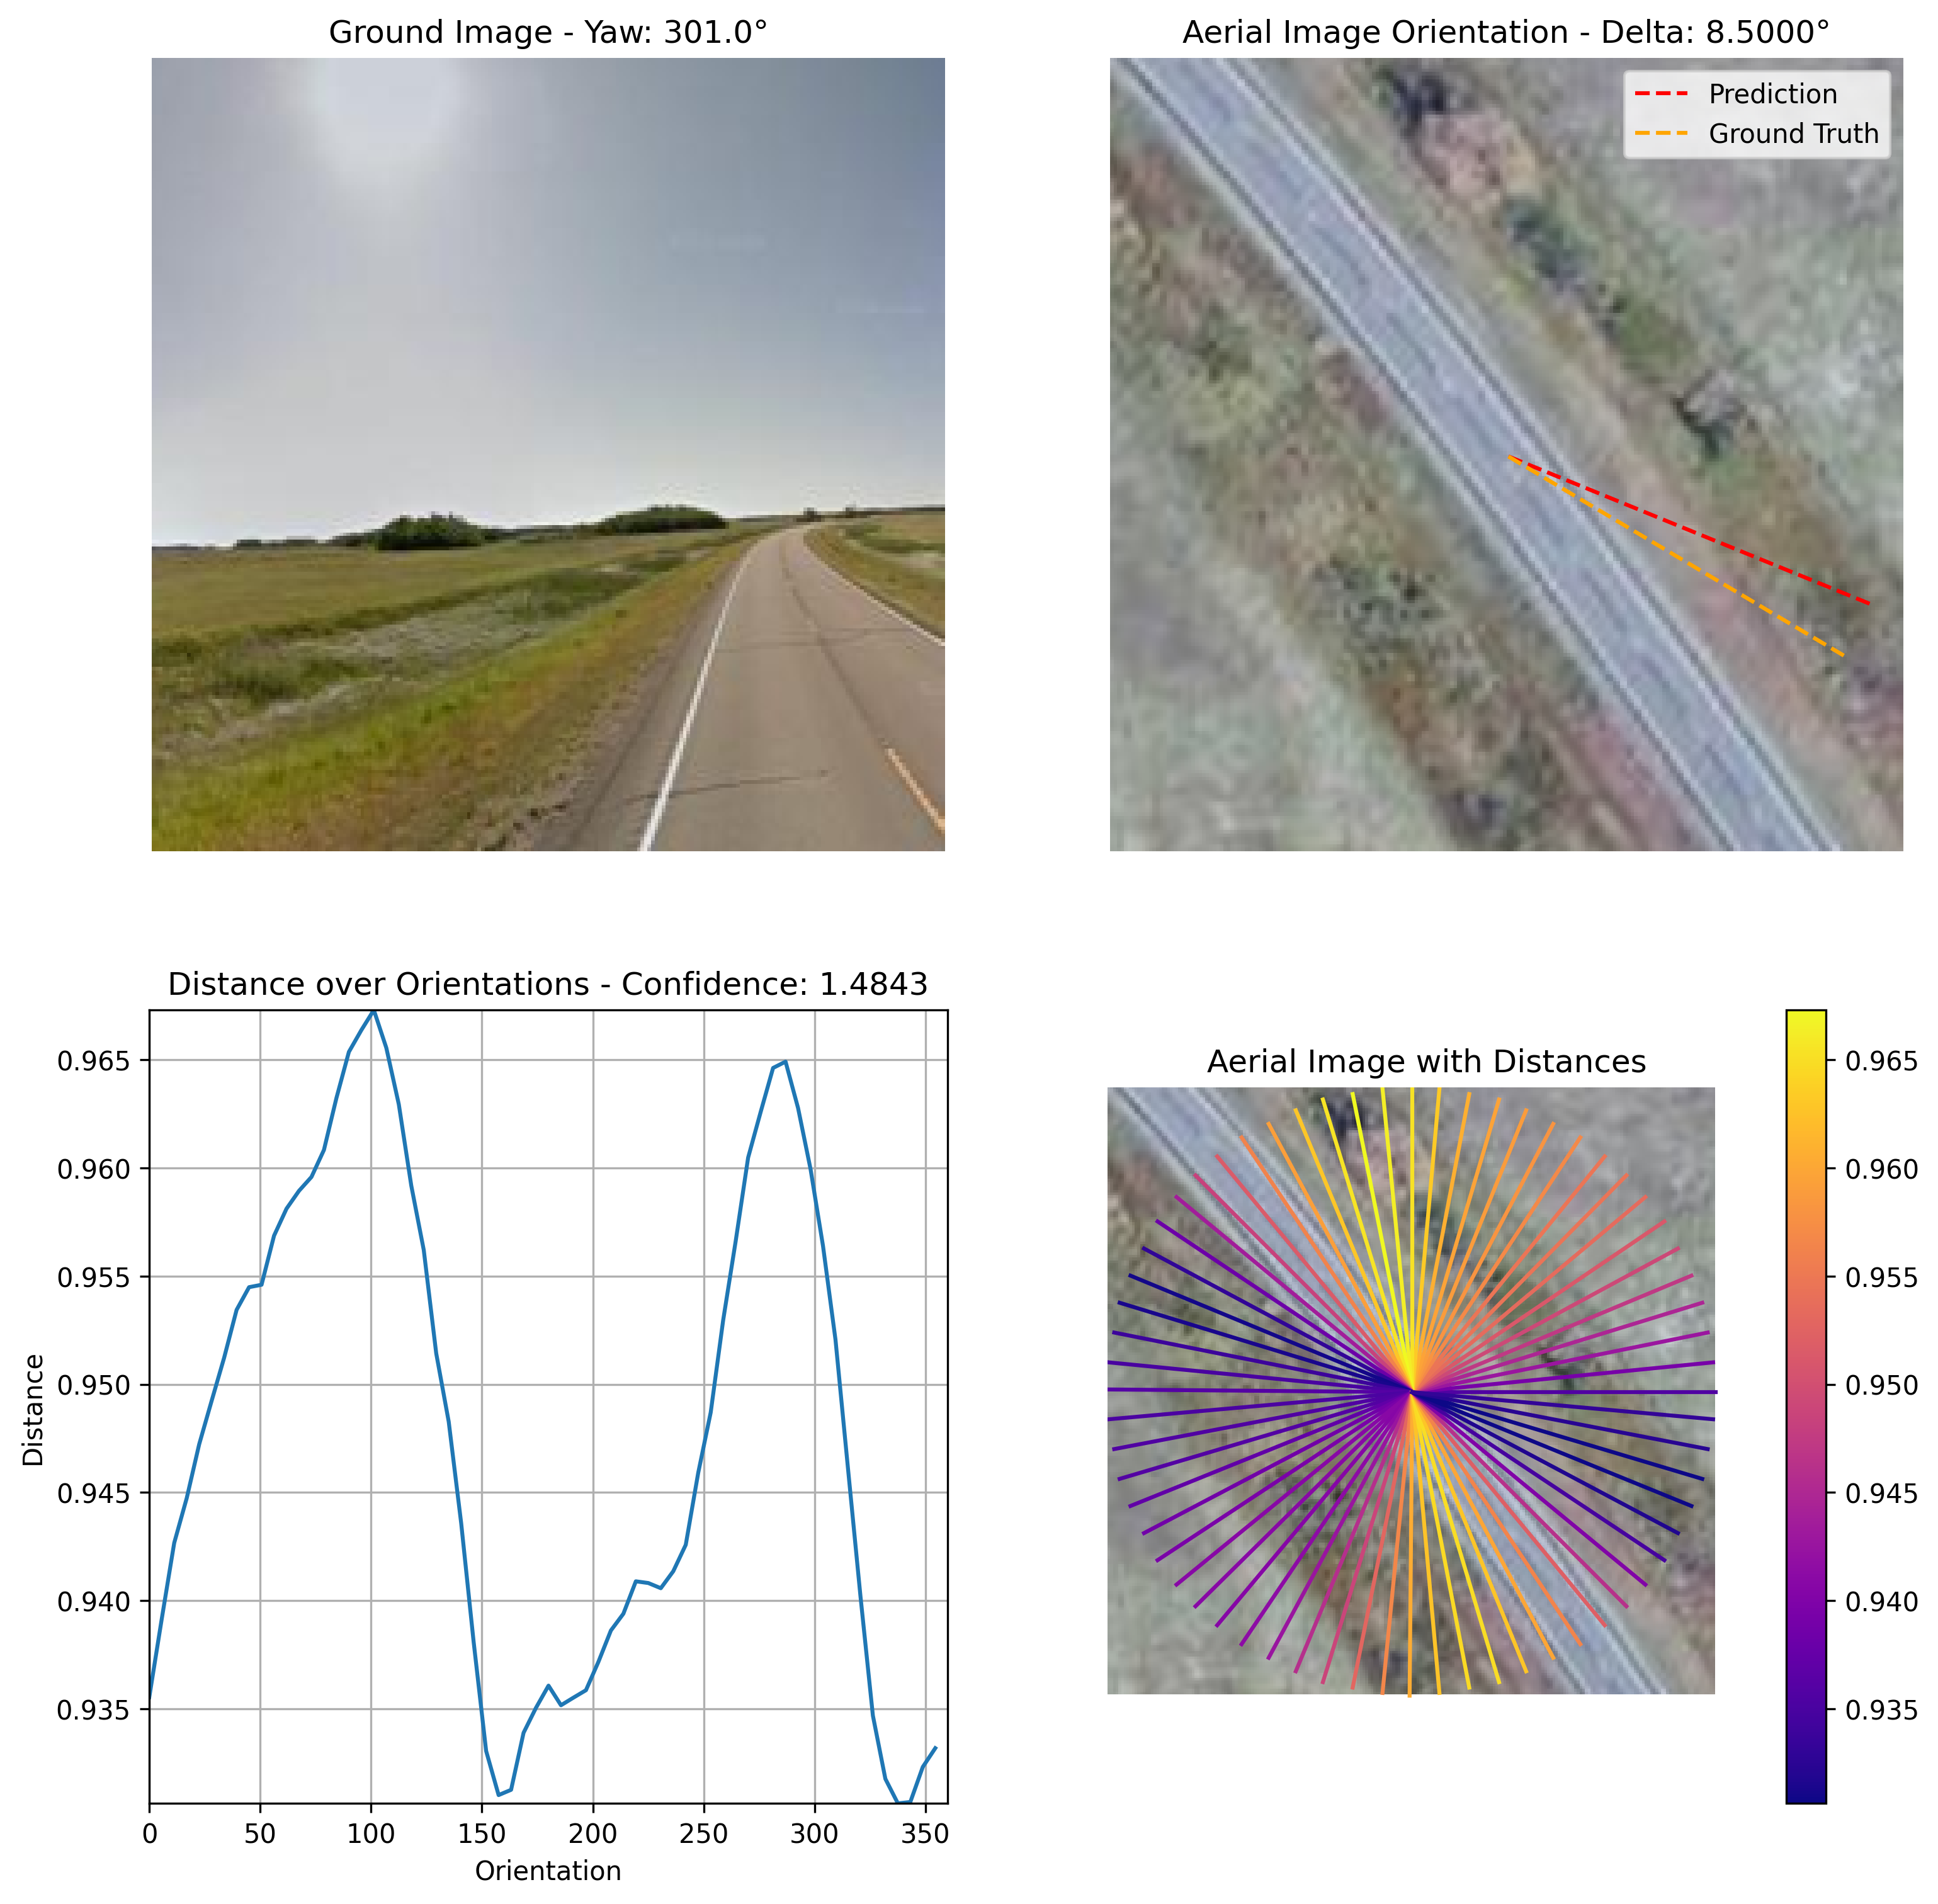 Ground Image - Yaw: 301.0°
Aerial Image Orientation - Delta: 8.5000°
Prediction
Ground Truth
Distance over Orientations - Confidence: 1.4843
0.965
0.960
0.955
0.950
0.945
0.940
0.935
Distance
0
50
100
150
200
250
300
350
Orientation
Aerial Image with Distances
0.965
0.960
0.955
0.950
0.945
0.940
0.935